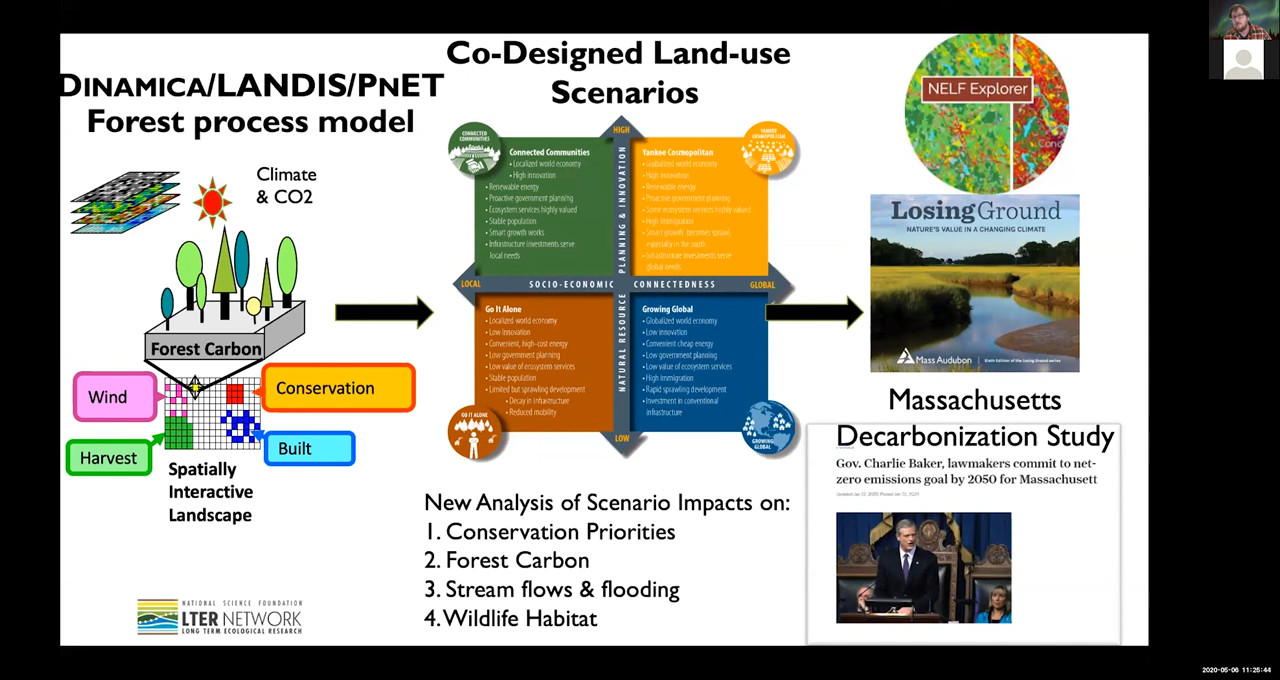 DINAMICA/LANDIS/PNET
Forest process model
Climate
& CO2
Forest Carbon
Wind
Conservation
Harvest
Built
Spatially
Interactive
Landscape
NATIONAL SCIENCE FOUNDATION
LTER NETWORK
LONG TERM ECOLOGICAL RESEARCH
Co-Designed Land-use
Scenarios
CONNECTED
COMMUNITIES
HIGH
YANKEE
COSMOPOLITAN
Connected Communities
• Localized world economy
• High innovation
• Renewable energy
• Proactive government planning
• Ecosystem services highly valued
• Stable population
• Smart growth works
• Infrastructure investments serve
local needs
Yankee Cosmopolitan
• Globalized world economy
• High innovation
• Renewable energy
• Proactive government planning
• Some ecosystem services highly valued
• High immigration
• Smart growth becomes sprawl,
especially in the south
• Infrastructure investments serve
global needs
PLANNING & INNOVATION
LOCAL
SOCIO-ECONOMIC CONNECTEDNESS
GLOBAL
NATURAL RESOURCE
Go It Alone
• Localized world economy
• Low innovation
• Convenient, high-cost energy
• Low government planning
• Low value of ecosystem services
• Stable population
• Limited but sprawling development
• Decay in infrastructure
• Reduced mobility
Growing Global
• Globalized world economy
• Low innovation
• Convenient cheap energy
• Low government planning
• Low value of ecosystem services
• High immigration
• Rapid sprawling development
• Investment in conventional
infrastructure
GO IT ALONE
LOW
GROWING
GLOBAL
New Analysis of Scenario Impacts on:
1. Conservation Priorities
2. Forest Carbon
3. Stream flows & flooding
4. Wildlife Habitat
NELF Explorer
Losing Ground
NATURE'S VALUE IN A CHANGING CLIMATE
Mass Audubon
Sixth Edition of the Losing Ground series
Massachusetts
Decarbonization Study
Gov. Charlie Baker, lawmakers commit to net-
zero emissions goal by 2050 for Massachusett
2020-05-06 11:25:44